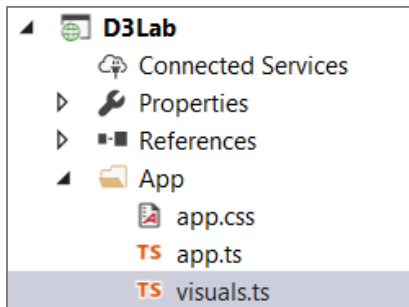 D3Lab
Connected Services
Properties
References
App
app.css
TS app.ts
TS visuals.ts